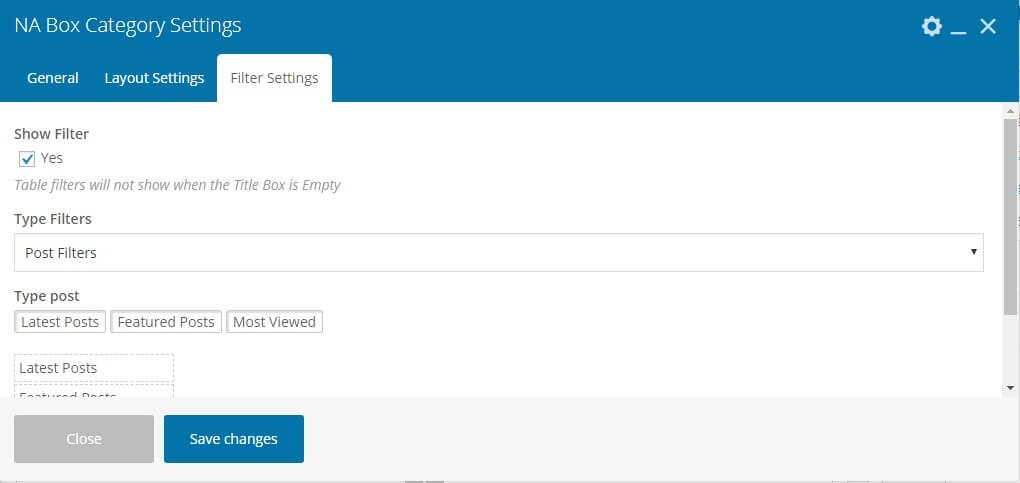 NA Box Category Settings
General Layout Settings Filter Settings
Show Filter
Yes
Table filters will not show when the Title Box is Empty
Type Filters
Post Filters
Type post
Latest Posts Featured Posts Most Viewed
Latest Posts
Featured Posts
Close Save changes